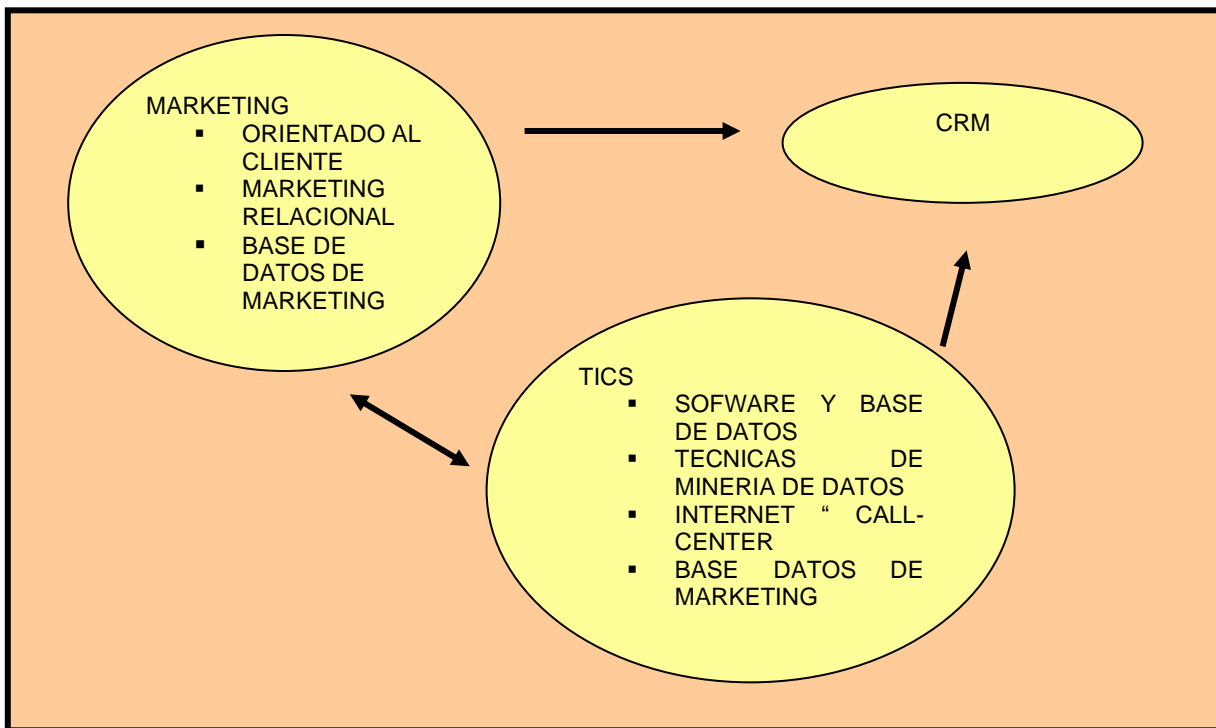 MARKETING
▪ ORIENTADO AL
CLIENTE
▪ MARKETING
RELACIONAL
▪ BASE DE
DATOS DE
MARKETING
CRM
TICS
▪ SOFWARE Y BASE
DE DATOS
▪ TECNICAS DE
MINERIA DE DATOS
▪ INTERNET “ CALL-
CENTER
▪ BASE DATOS DE
MARKETING